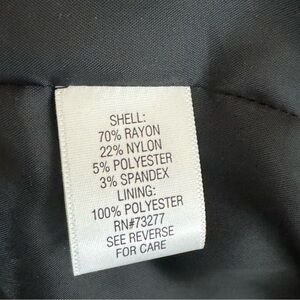 SHELL:
70% RAYON
22% NYLON
5% POLYESTER
3% SPANDEX
LINING:
100% POLYESTER
RN#73277
SEE REVERSE
FOR CARE